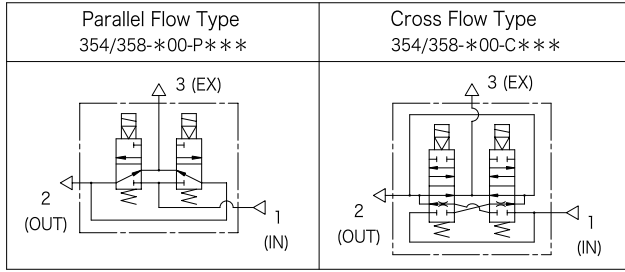 Parallel Flow Type
354/358-*00-P***
Cross Flow Type
354/358-*00-C***
3 (EX)
2
(OUT)
1
(IN)
3 (EX)
2
(OUT)
1
(IN)